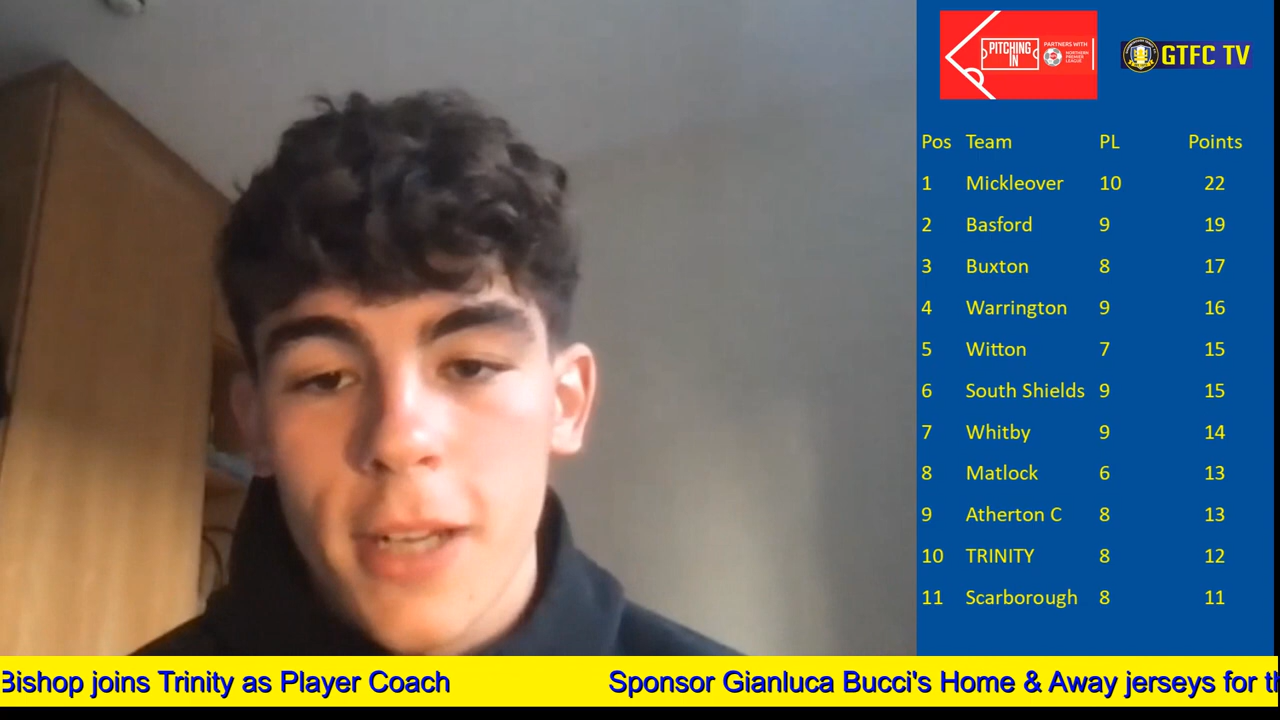 PITCHING
IN
PARTNERS WITH
NORTHERN
PREMIER
LEAGUE
GTFC TV
Pos Team PL Points
1 Mickleover 10 22
2 Basford 9 19
3 Buxton 8 17
4 Warrington 9 16
5 Witton 7 15
6 South Shields 9 15
7 Whitby 9 14
8 Matlock 6 13
9 Atherton C 8 13
10 TRINITY 8 12
11 Scarborough 8 11
Bishop joins Trinity as Player Coach Sponsor Gianluca Bucci's Home & Away jerseys for